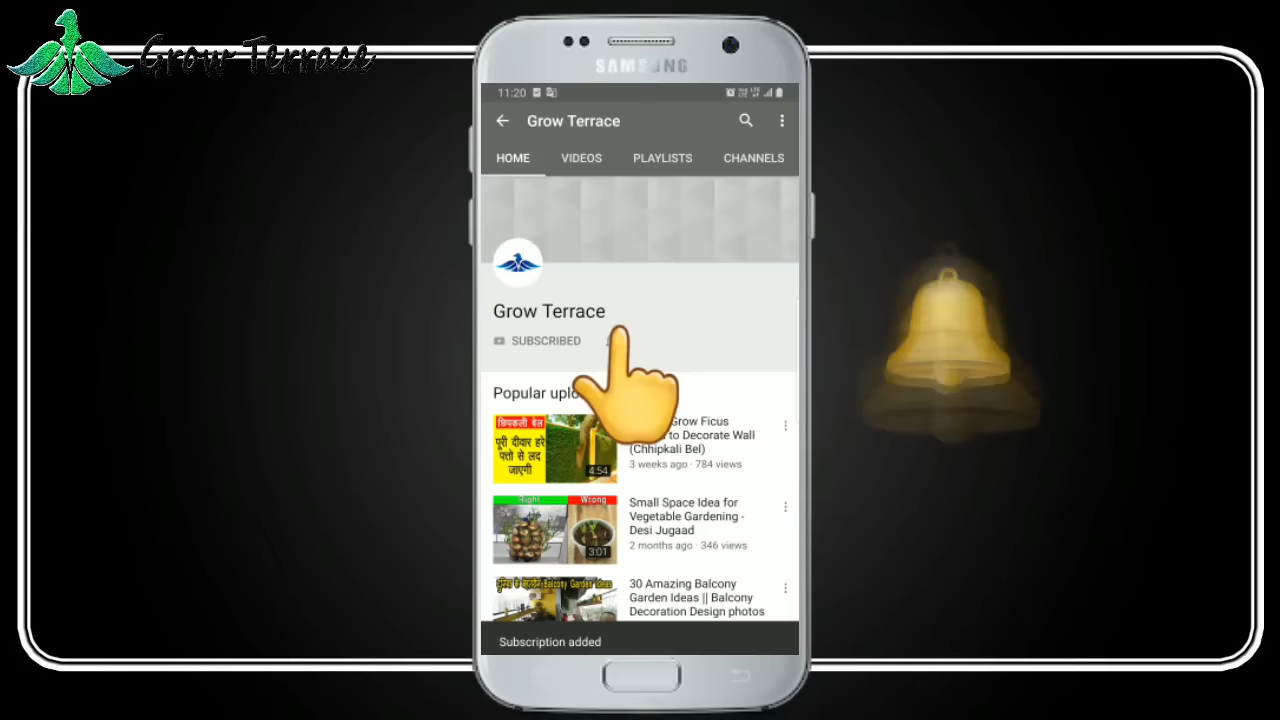 Grow Terrace
SAMSUNG
11:20
Grow Terrace
HOME VIDEOS PLAYLISTS CHANNELS
Grow Terrace
SUBSCRIBED
Popular uplo
छिपकली बेल
पूरी दीवार हरे
पत्तो से लद
जाएगी
4:54
Grow Ficus
to Decorate Wall
(Chhipkali Bel)
3 weeks ago · 784 views
Right Wrong
3:01
Small Space Idea for
Vegetable Gardening -
Desi Jugaad
2 months ago · 346 views
Balcony Garden Ideas
30 Amazing Balcony
Garden Ideas || Balcony
Decoration Design photos
Subscription added